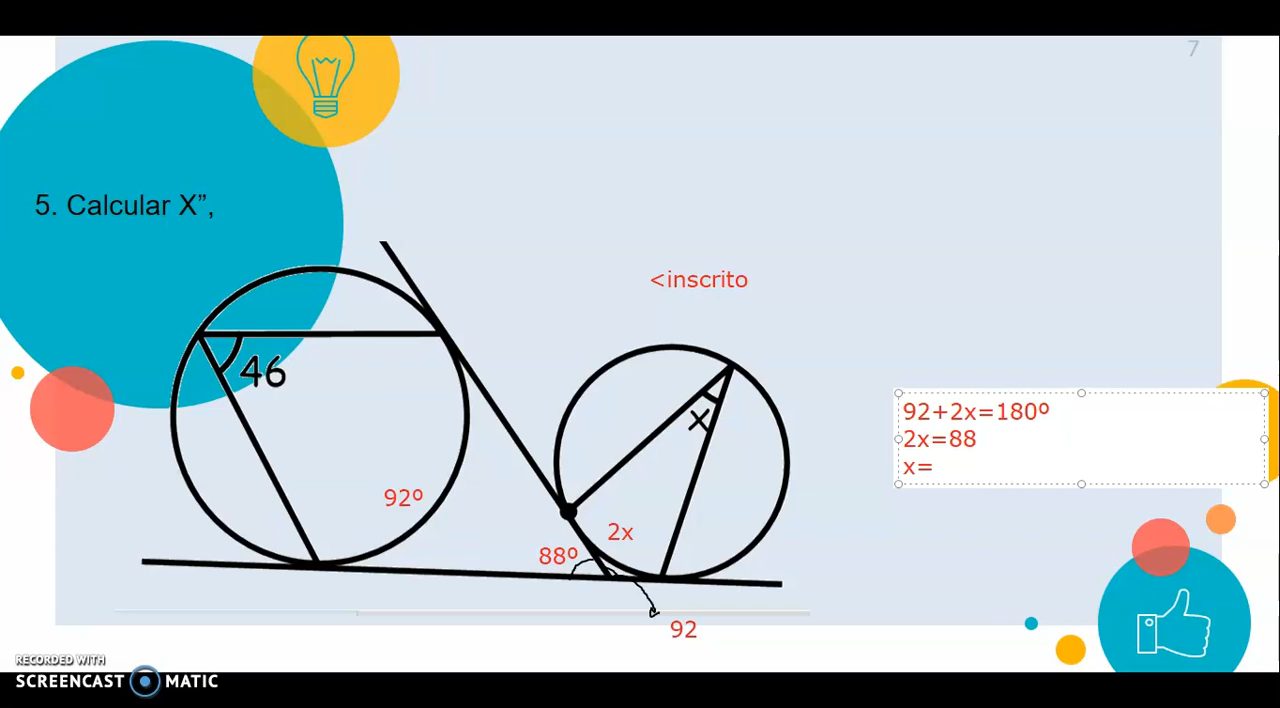 7
5. Calcular X”,
<inscrito
46
X
92+2x=180º
2x=88
x=
92º
2x
88º
92
RECORDED WITH
SCREENCAST MATIC